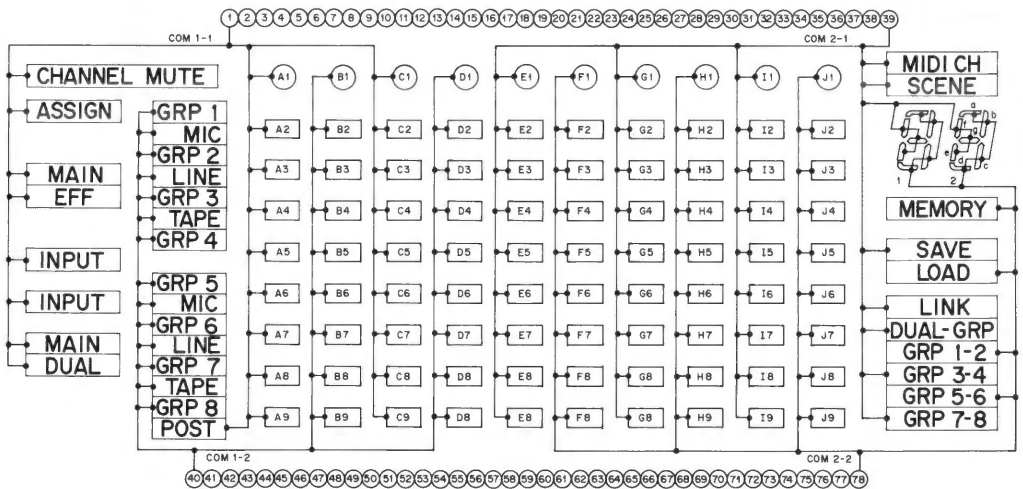 1 2 3 4 5 6 7 8 9 10 11 12 13 14 15 16 17 18 19 20 21 22 23 24 25 26 27 28 29 30 31 32 33 34 35 36 37 38 39
COM 1-1
COM 2-1
CHANNEL MUTE
ASSIGN
MAIN
EFF
INPUT
INPUT
MAIN
DUAL
GRP 1
MIC
GRP 2
LINE
GRP 3
TAPE
GRP 4
GRP 5
MIC
GRP 6
LINE
GRP 7
TAPE
GRP 8
POST
A1 B1 C1 D1 E1 F1 G1 H1 I1 J1
A2 B2 C2 D2 E2 F2 G2 H2 I2 J2
A3 B3 C3 D3 E3 F3 G3 H3 I3 J3
A4 B4 C4 D4 E4 F4 G4 H4 I4 J4
A5 B5 C5 D5 E5 F5 G5 H5 I5 J5
A6 B6 C6 D6 E6 F6 G6 H6 I6 J6
A7 B7 C7 D7 E7 F7 G7 H7 I7 J7
A8 B8 C8 D8 E8 F8 G8 H8 I8 J8
A9 B9 C9 D8 E8 F8 G8 H9 I9 J9
MIDI CH
SCENE
a
b
f
g
e
d
c
1
2
MEMORY
SAVE
LOAD
LINK
DUAL-GRP
GRP 1-2
GRP 3-4
GRP 5-6
GRP 7-8
COM 1-2
COM 2-2
40 41 42 43 44 45 46 47 48 49 50 51 52 53 54 55 56 57 58 59 60 61 62 63 64 65 66 67 68 69 70 71 72 73 74 75 76 77 78